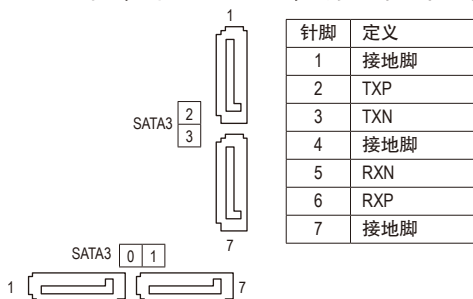 1
SATA3 2
3
7
SATA3 0 1
1 7
针脚 定义
1 接地脚
2 TXP
3 TXN
4 接地脚
5 RXN
6 RXP
7 接地脚